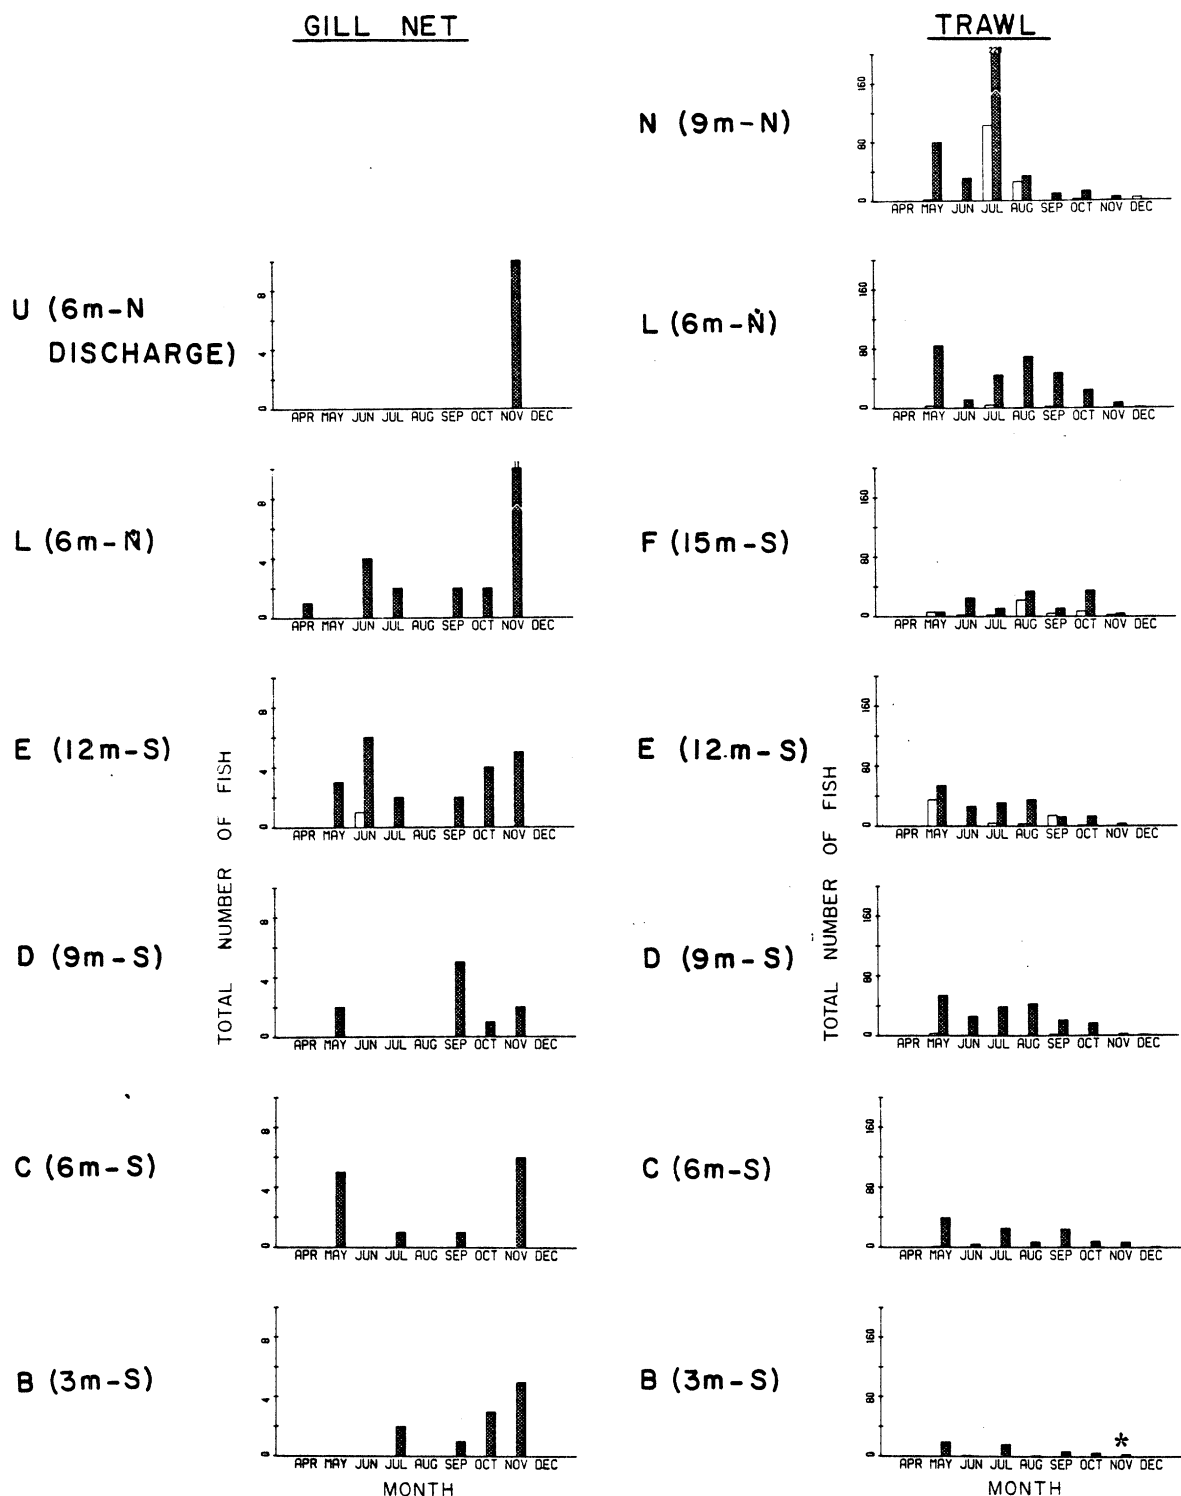 GILL NET
TRAWL
N (9m-N)
160
80
0
APR MAY JUN JUL AUG SEP OCT NOV DEC
U (6m-N
DISCHARGE)
8
4
0
APR MAY JUN JUL AUG SEP OCT NOV DEC
L (6m-N)
160
80
0
APR MAY JUN JUL AUG SEP OCT NOV DEC
L (6m-N)
8
4
0
APR MAY JUN JUL AUG SEP OCT NOV DEC
F (15m-S)
160
80
0
APR MAY JUN JUL AUG SEP OCT NOV DEC
E (12m-S)
8
4
0
APR MAY JUN JUL AUG SEP OCT NOV DEC
E (12m-S)
160
80
0
APR MAY JUN JUL AUG SEP OCT NOV DEC
TOTAL NUMBER OF FISH
TOTAL NUMBER OF FISH
D (9m-S)
8
4
0
APR MAY JUN JUL AUG SEP OCT NOV DEC
D (9m-S)
160
80
0
APR MAY JUN JUL AUG SEP OCT NOV DEC
C (6m-S)
8
4
0
APR MAY JUN JUL AUG SEP OCT NOV DEC
C (6m-S)
160
80
0
APR MAY JUN JUL AUG SEP OCT NOV DEC
B (3m-S)
8
4
0
APR MAY JUN JUL AUG SEP OCT NOV DEC
MONTH
B (3m-S)
160
80
0
*
APR MAY JUN JUL AUG SEP OCT NOV DEC
MONTH